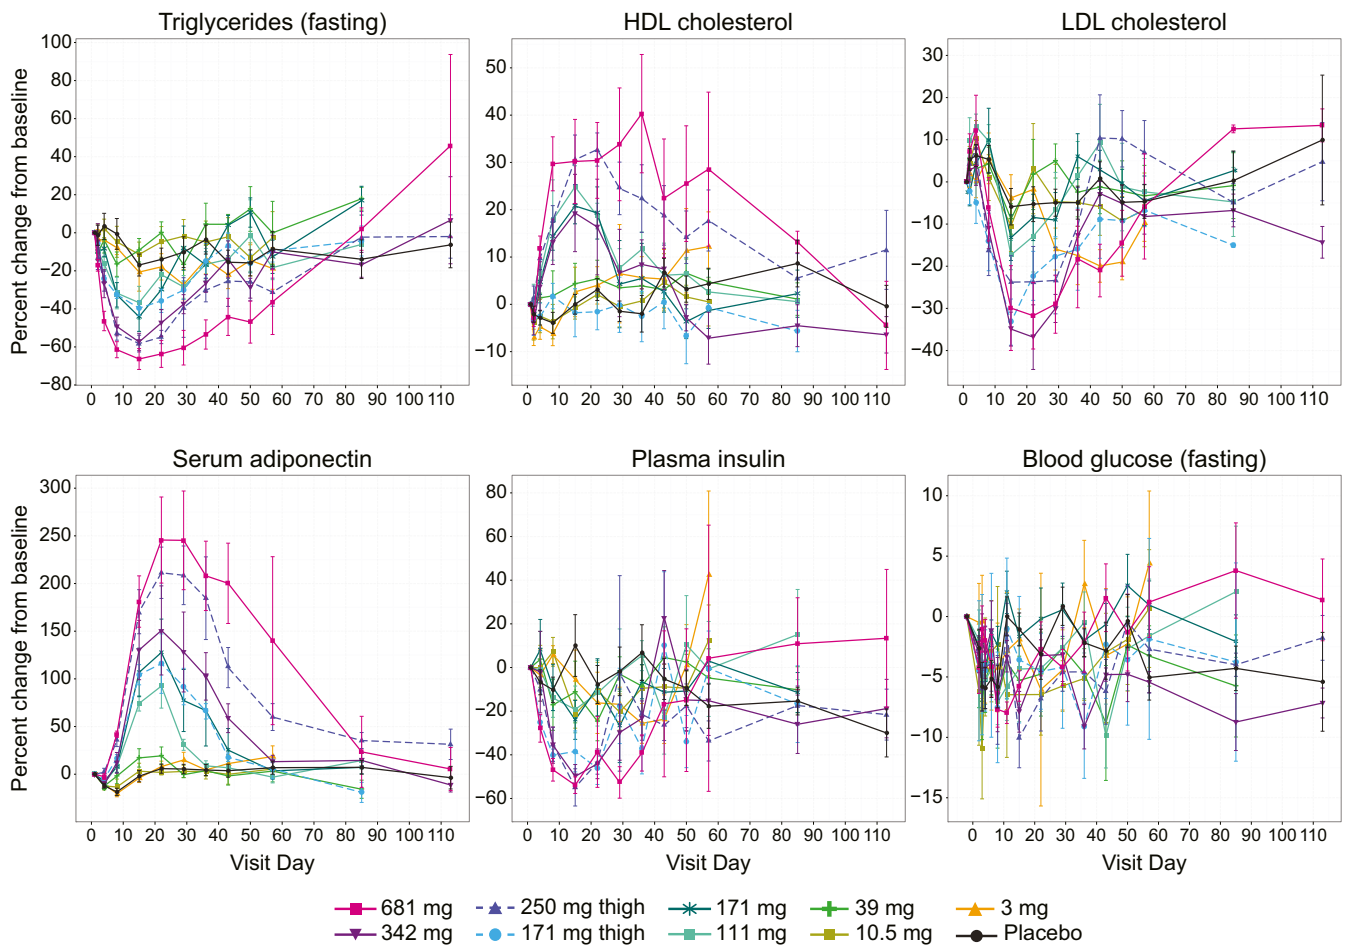 Triglycerides (fasting)
HDL cholesterol
LDL cholesterol
Percent change from baseline
100
80
60
40
20
0
−20
−40
−60
−80
0 10 20 30 40 50 60 70 80 90 100 110
50
40
30
20
10
0
−10
0 10 20 30 40 50 60 70 80 90 100 110
30
20
10
0
−10
−20
−30
−40
0 10 20 30 40 50 60 70 80 90 100 110
Serum adiponectin
Plasma insulin
Blood glucose (fasting)
Percent change from baseline
300
250
200
150
100
50
0
0 10 20 30 40 50 60 70 80 90 100 110
Visit Day
80
60
40
20
0
−20
−40
−60
0 10 20 30 40 50 60 70 80 90 100 110
Visit Day
10
5
0
−5
−10
−15
0 10 20 30 40 50 60 70 80 90 100 110
Visit Day
681 mg 250 mg thigh 171 mg 39 mg 3 mg
342 mg 171 mg thigh 111 mg 10.5 mg Placebo